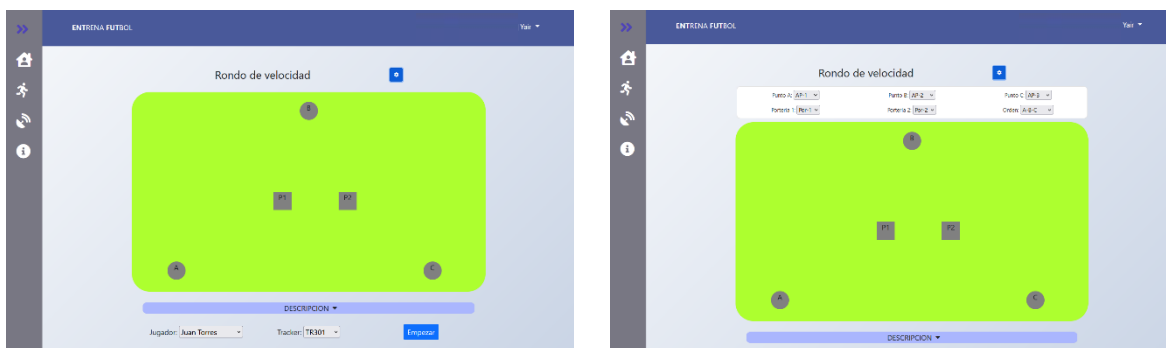 ENTRENA FUTBOL
Yair
Rondo de velocidad
B
P1 P2
A C
DESCRIPCION
Jugador: Juan Torres Tracker: TR301 Empezar
ENTRENA FUTBOL
Yair
Rondo de velocidad
Punto A: AP-1 Punto B: AP-2 Punto C: AP-3
Portería 1: Por-1 Portería 2: Por-2 Orden: A-B-C
B
P1 P2
A C
DESCRIPCION